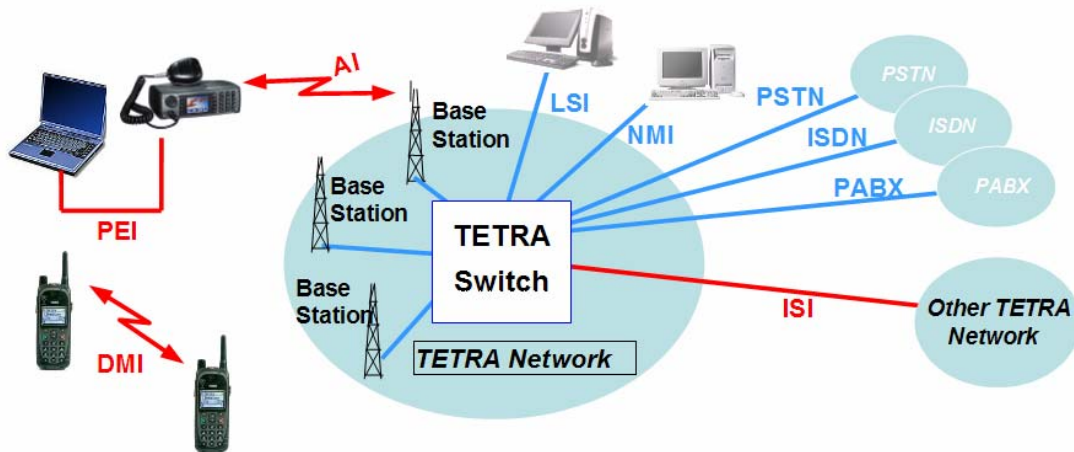 AI
LSI
NMI
PSTN
ISDN
PABX
PSTN
ISDN
PABX
Base
Station
Base
Station
Base
Station
TETRA
Switch
TETRA Network
PEI
DMI
ISI
Other TETRA
Network